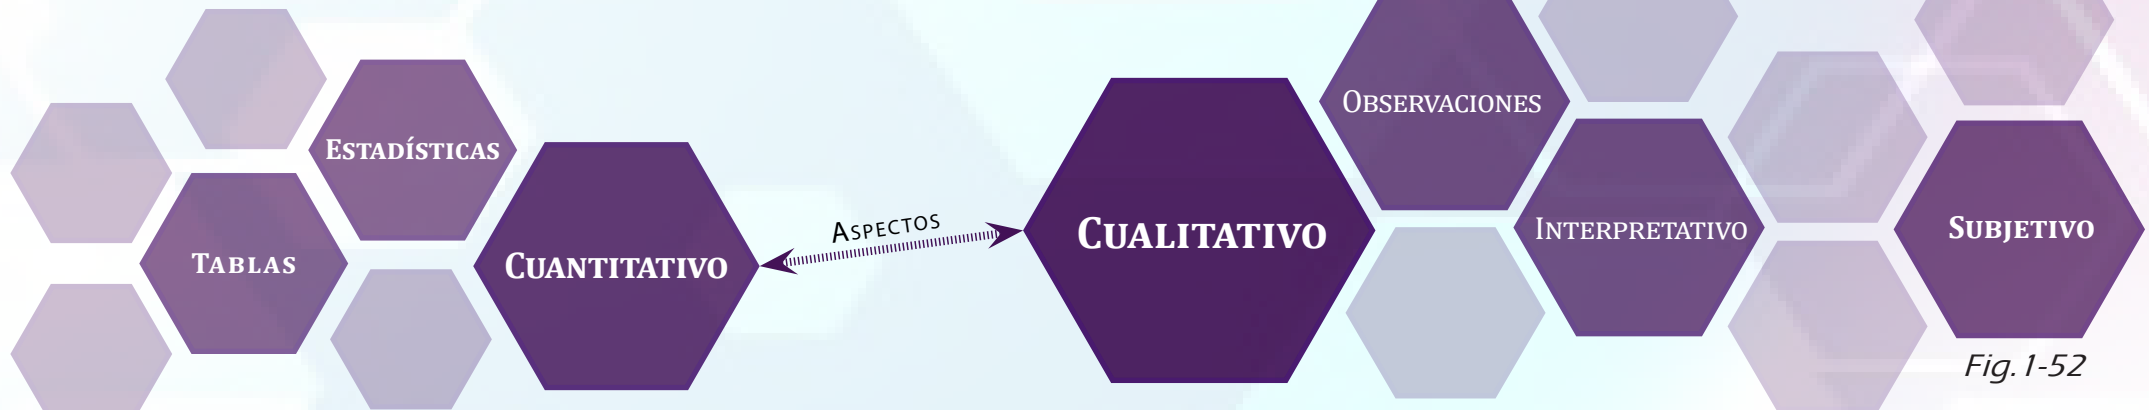 Estadísticas
Tablas
Cuantitativo
Aspectos
Cualitativo
Observaciones
Interpretativo
Subjetivo
Fig. 1-52